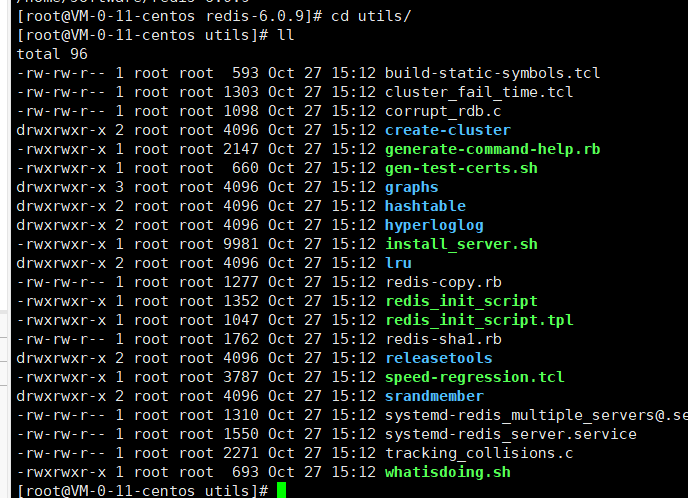 [root@VM-0-11-centos redis-6.0.9]# cd utils/
[root@VM-0-11-centos utils]# ll
total 96
-rw-rw-r-- 1 root root  593 Oct 27 15:12 build-static-symbols.tcl
-rw-rw-r-- 1 root root 1303 Oct 27 15:12 cluster_fail_time.tcl
-rw-rw-r-- 1 root root 1098 Oct 27 15:12 corrupt_rdb.c
drwxrwxr-x 2 root root 4096 Oct 27 15:12 create-cluster
-rwxrwxr-x 1 root root 2147 Oct 27 15:12 generate-command-help.rb
-rwxrwxr-x 1 root root  660 Oct 27 15:12 gen-test-certs.sh
drwxrwxr-x 3 root root 4096 Oct 27 15:12 graphs
drwxrwxr-x 2 root root 4096 Oct 27 15:12 hashtable
drwxrwxr-x 2 root root 4096 Oct 27 15:12 hyperloglog
-rwxrwxr-x 1 root root 9981 Oct 27 15:12 install_server.sh
drwxrwxr-x 2 root root 4096 Oct 27 15:12 lru
-rw-rw-r-- 1 root root 1277 Oct 27 15:12 redis-copy.rb
-rwxrwxr-x 1 root root 1352 Oct 27 15:12 redis_init_script
-rwxrwxr-x 1 root root 1047 Oct 27 15:12 redis_init_script.tpl
-rw-rw-r-- 1 root root 1762 Oct 27 15:12 redis-sha1.rb
drwxrwxr-x 2 root root 4096 Oct 27 15:12 releasetools
-rwxrwxr-x 1 root root 3787 Oct 27 15:12 speed-regression.tcl
drwxrwxr-x 2 root root 4096 Oct 27 15:12 srandmember
-rw-rw-r-- 1 root root 1310 Oct 27 15:12 systemd-redis_multiple_servers@.se
-rw-rw-r-- 1 root root 1550 Oct 27 15:12 systemd-redis_server.service
-rw-rw-r-- 1 root root 2271 Oct 27 15:12 tracking_collisions.c
-rwxrwxr-x 1 root root  693 Oct 27 15:12 whatisdoing.sh
[root@VM-0-11-centos utils]#